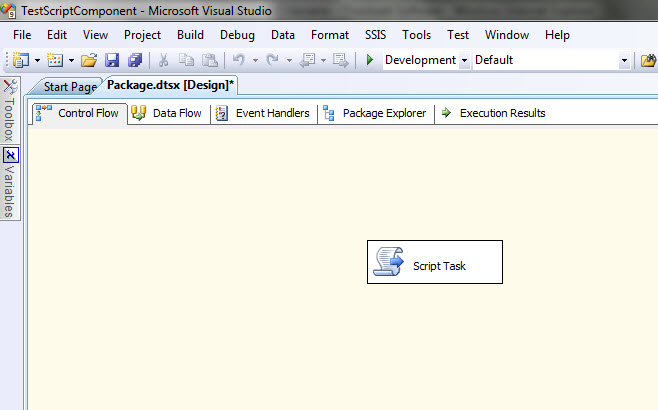 TestScriptComponent - Microsoft Visual Studio
File Edit View Project Build Debug Data Format SSIS Tools Test Window Help
Development Default
Start Page Package.dtsx [Design]*
Control Flow Data Flow Event Handlers Package Explorer Execution Results
Toolbox
Variables
Script Task